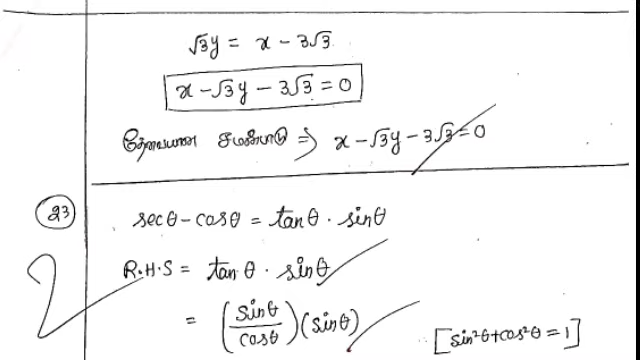 √3y = x - 3√3
x - √3y - 3√3 = 0
தேவையான சமன்பாடு ⇒ x - √3y - 3√3 = 0
23
secθ - cosθ = tanθ · sinθ
R.H.S = tanθ · sinθ
= (sinθ/cosθ)(sinθ)
[sin²θ+cos²θ = 1]
2